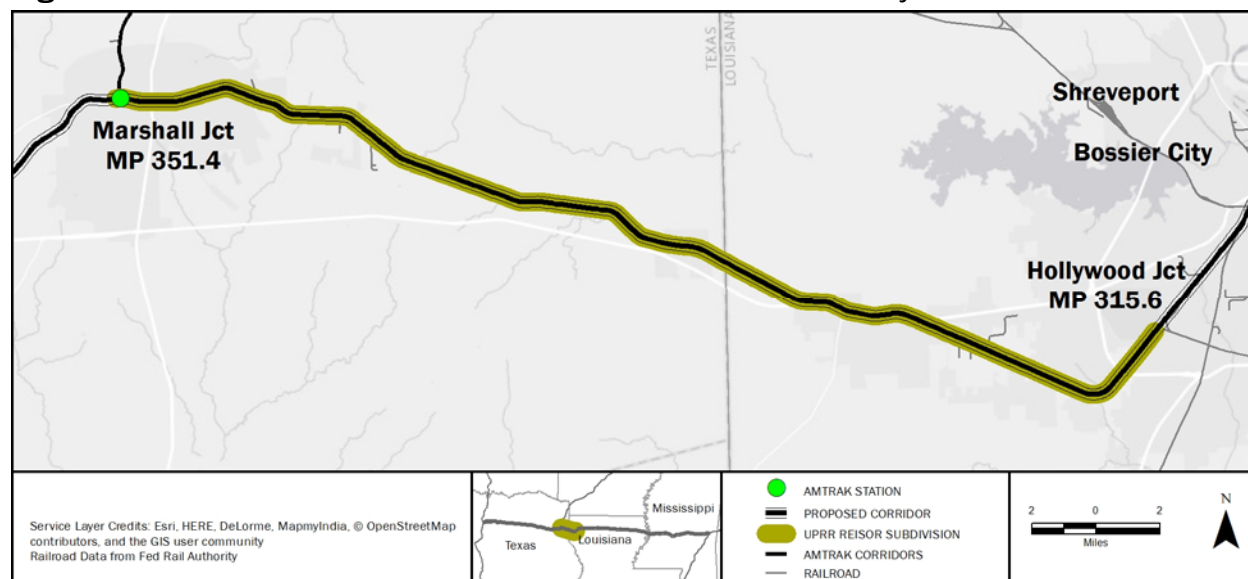 TEXAS
LOUISIANA
Shreveport
Bossier City
Marshall Jct
MP 351.4
Hollywood Jct
MP 315.6
Service Layer Credits: Esri, HERE, DeLorme, MapmyIndia, © OpenStreetMap
contributors, and the GIS user community
Railroad Data from Fed Rail Authority
Mississippi
Louisiana
Texas
AMTRAK STATION
PROPOSED CORRIDOR
UPRR REISOR SUBDIVISION
AMTRAK CORRIDORS
RAILROAD
2 0 2
Miles
N